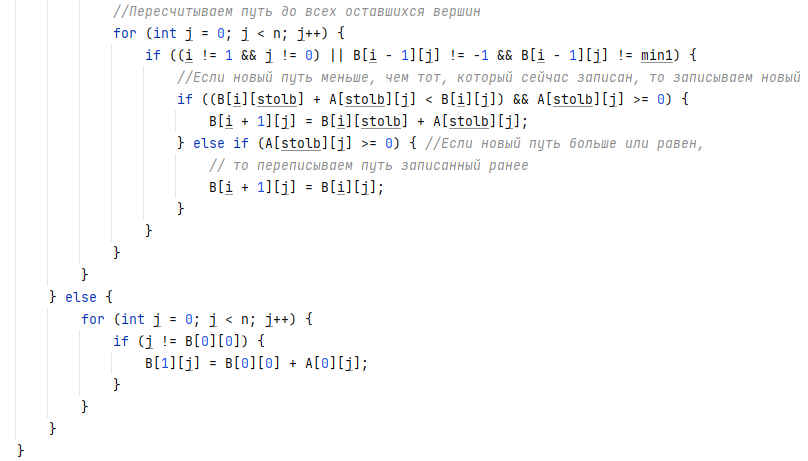 //Пересчитываем путь до всех оставшихся вершин
for (int j = 0; j < n; j++) {
if ((i != 1 && j != 0) || B[i - 1][j] != -1 && B[i - 1][j] != min1) {
//Если новый путь меньше, чем тот, который сейчас записан, то записываем новый
if ((B[i][stolb] + A[stolb][j] < B[i][j]) && A[stolb][j] >= 0) {
B[i + 1][j] = B[i][stolb] + A[stolb][j];
} else if (A[stolb][j] >= 0) { //Если новый путь больше или равен,
// то переписываем путь записанный ранее
B[i + 1][j] = B[i][j];
}
}
}
}
} else {
for (int j = 0; j < n; j++) {
if (j != B[0][0]) {
B[1][j] = B[0][0] + A[0][j];
}
}
}
}